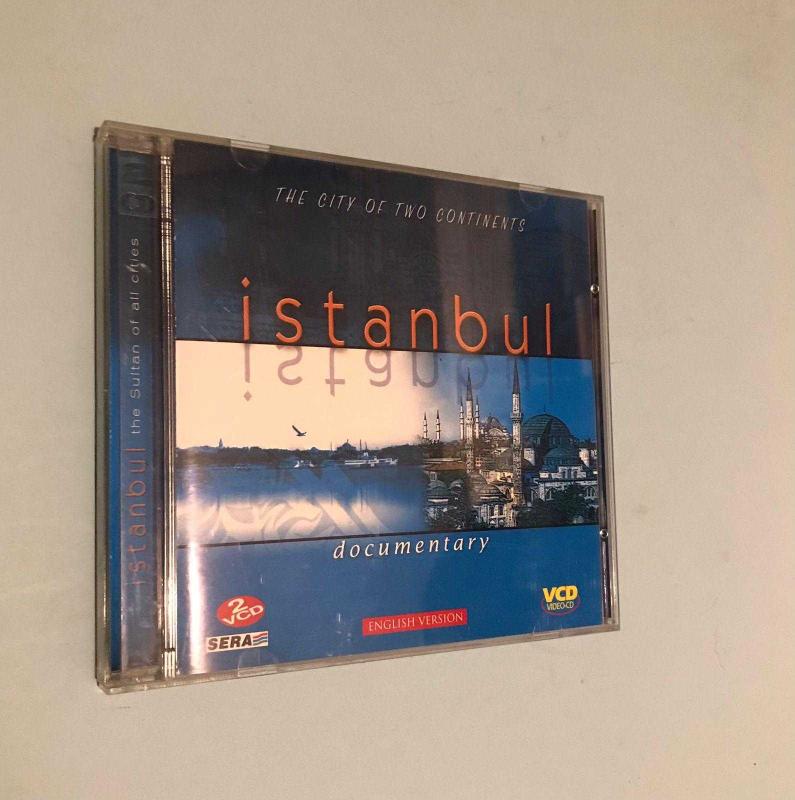 THE CITY OF TWO CONTINENTS
istanbul
documentary
2
VCD
SERA
ENGLISH VERSION
VCD
VIDEO-CD
istanbul the Sultan of all cities